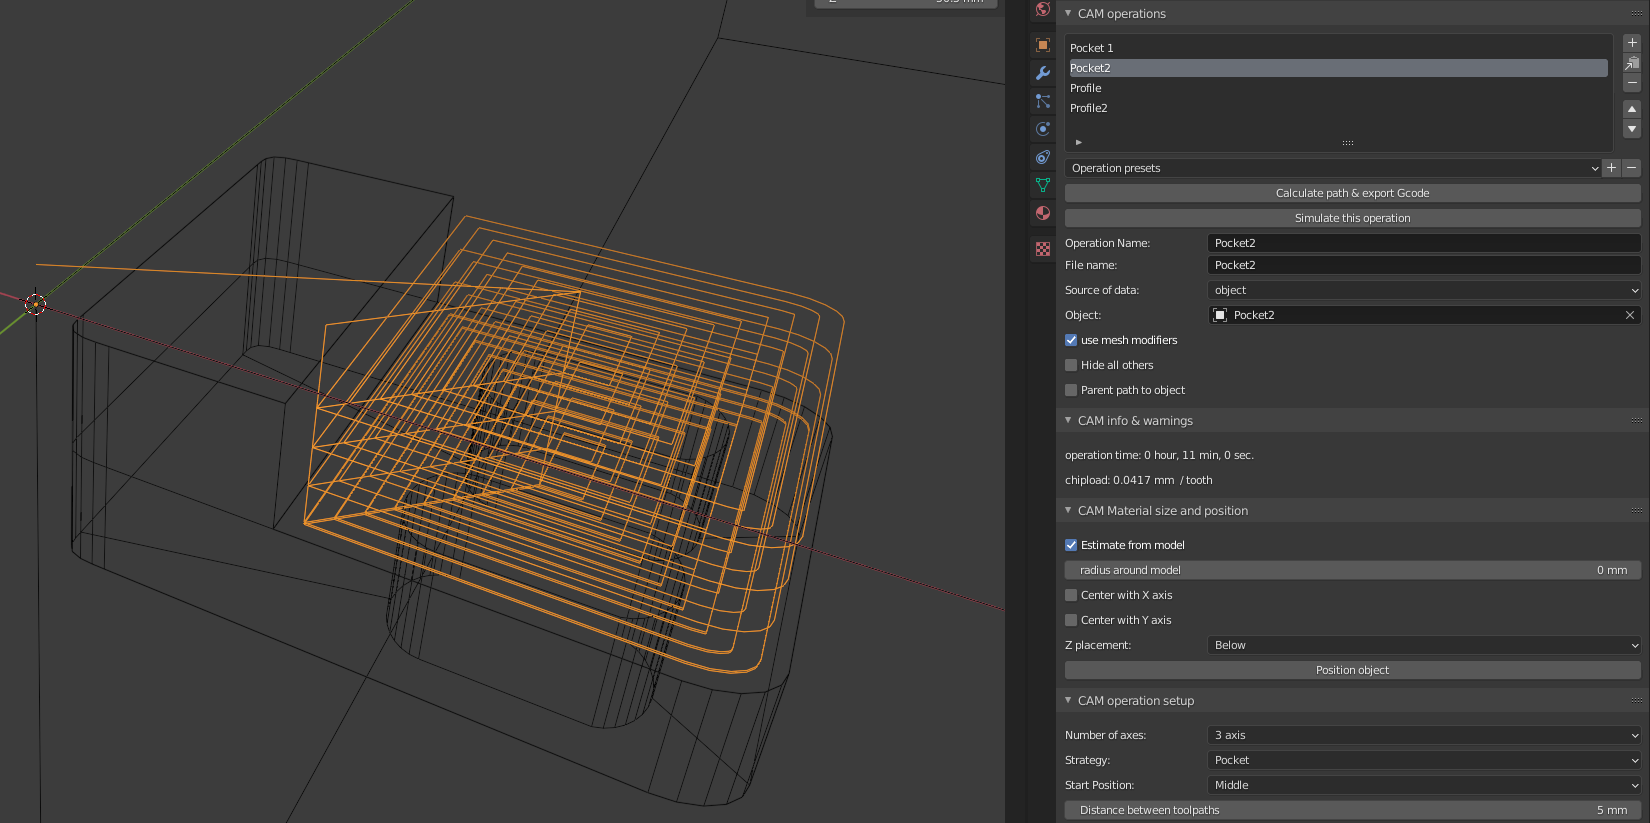 CAM operations
Pocket 1
Pocket2
Profile
Profile2
Operation presets
Calculate path & export Gcode
Simulate this operation
Operation Name: Pocket2
File name: Pocket2
Source of data: object
Object: Pocket2
use mesh modifiers
Hide all others
Parent path to object
CAM info & warnings
operation time: 0 hour, 11 min, 0 sec.
chipload: 0.0417 mm / tooth
CAM Material size and position
Estimate from model
radius around model 0 mm
Center with X axis
Center with Y axis
Z placement: Below
Position object
CAM operation setup
Number of axes: 3 axis
Strategy: Pocket
Start Position: Middle
Distance between toolpaths 5 mm